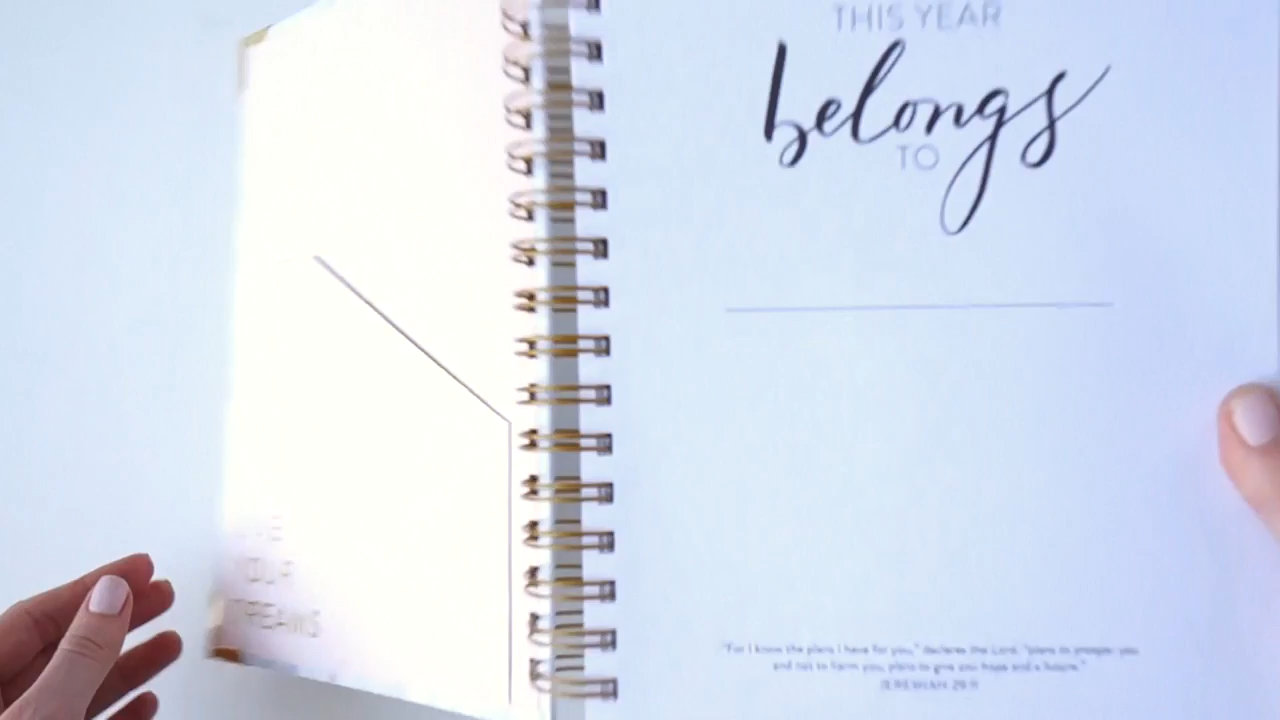 THIS YEAR
belongs
TO
"For I know the plans I have for you," declares the Lord, "plans to prosper you
and not to harm you, plans to give you hope and a future."
JEREMIAH 29:11